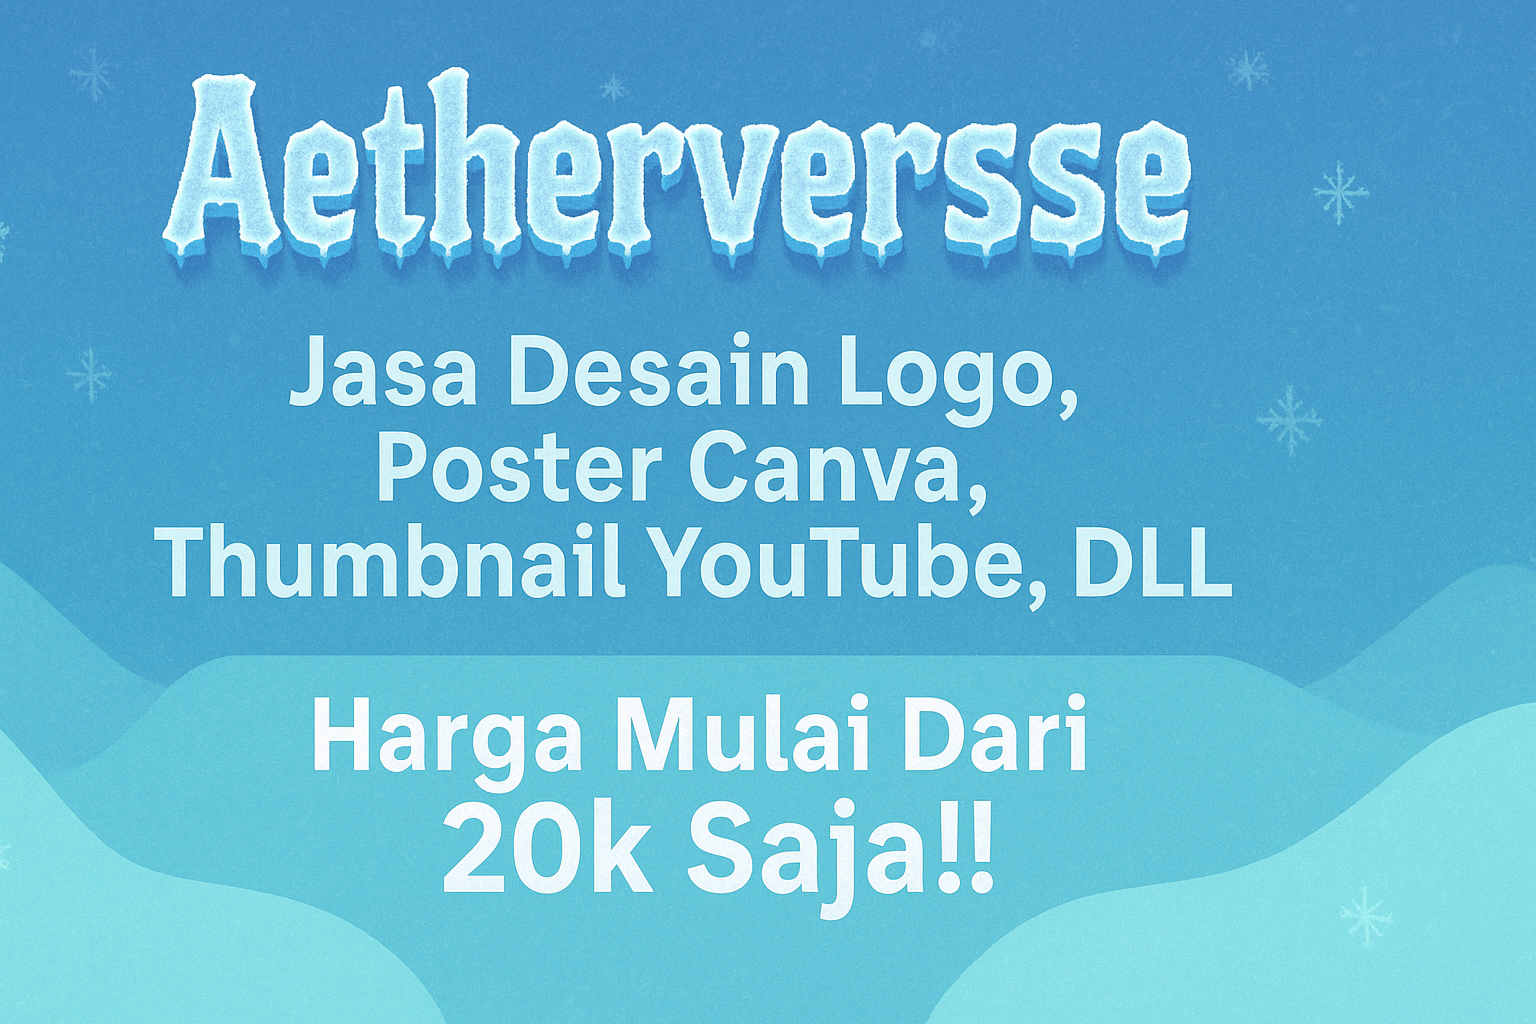 Aetherversse
Jasa Desain Logo,
Poster Canva,
Thumbnail YouTube, DLL
Harga Mulai Dari
20k Saja!!